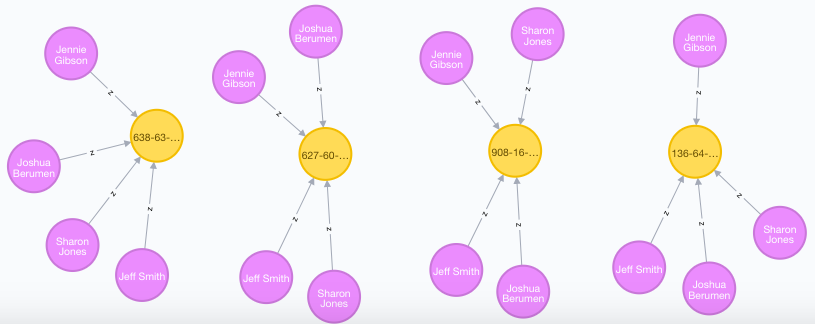 Jennie
Gibson
z
638-63-...
Joshua
Berumen
z
Sharon
Jones
z
Jeff Smith
z
Joshua
Berumen
z
Jennie
Gibson
z
627-60-...
Jeff Smith
z
Sharon
Jones
z
Sharon
Jones
z
Jennie
Gibson
z
908-16-...
Jeff Smith
z
Joshua
Berumen
z
Jennie
Gibson
z
136-64-...
Sharon
Jones
z
Jeff Smith
z
Joshua
Berumen
z